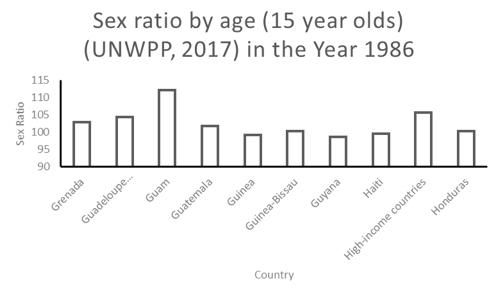 Sex ratio by age (15 year olds)
(UNWPP, 2017) in the Year 1986
115
110
105
100
95
90
Sex Ratio
Grenada
Guadeloupe...
Guam
Guatemala
Guinea
Guinea-Bissau
Guyana
Haiti
High-income countries
Honduras
Country